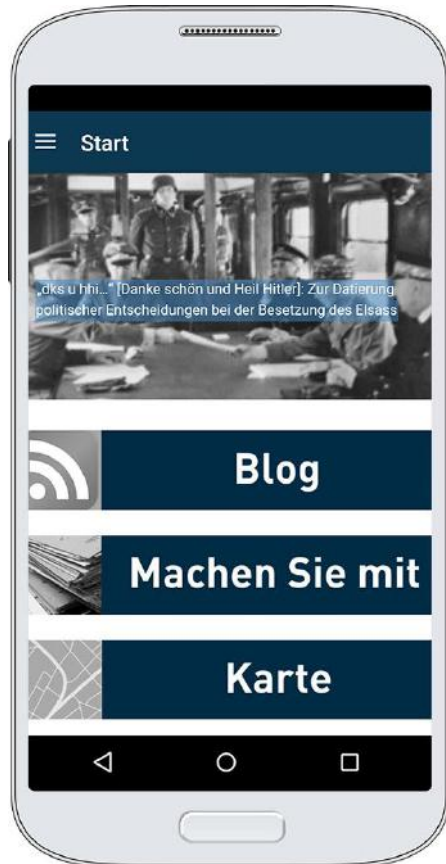 Start
„dks u hhi...“ [Danke schön und Heil Hitler]: Zur Datierung
politischer Entscheidungen bei der Besetzung des Elsass
Blog
Machen Sie mit
Karte